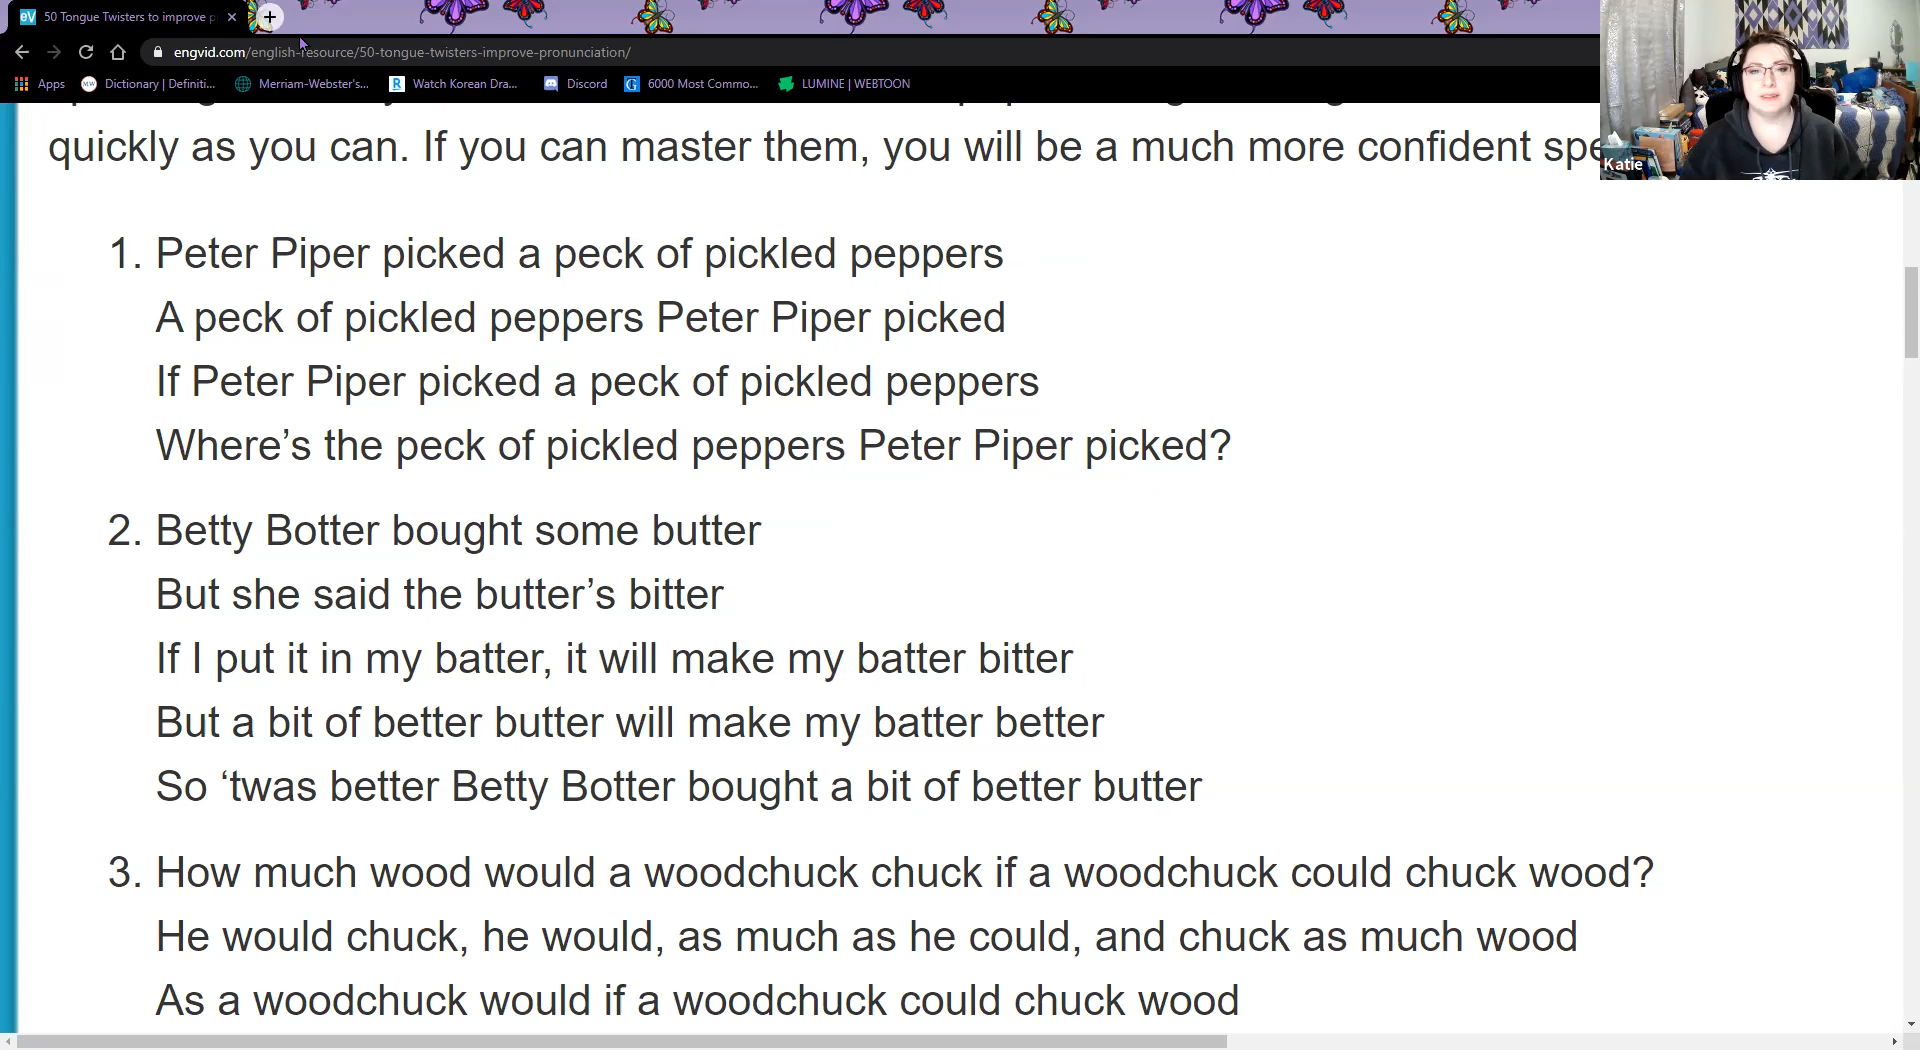 50 Tongue Twisters to improve p
engvid.com/english-resource/50-tongue-twisters-improve-pronunciation/
Apps Dictionary | Definiti... Merriam-Webster's... Watch Korean Dra... Discord 6000 Most Commo... LUMINE | WEBTOON
quickly as you can. If you can master them, you will be a much more confident spe
Katie
1. Peter Piper picked a peck of pickled peppers
A peck of pickled peppers Peter Piper picked
If Peter Piper picked a peck of pickled peppers
Where’s the peck of pickled peppers Peter Piper picked?
2. Betty Botter bought some butter
But she said the butter’s bitter
If I put it in my batter, it will make my batter bitter
But a bit of better butter will make my batter better
So ‘twas better Betty Botter bought a bit of better butter
3. How much wood would a woodchuck chuck if a woodchuck could chuck wood?
He would chuck, he would, as much as he could, and chuck as much wood
As a woodchuck would if a woodchuck could chuck wood